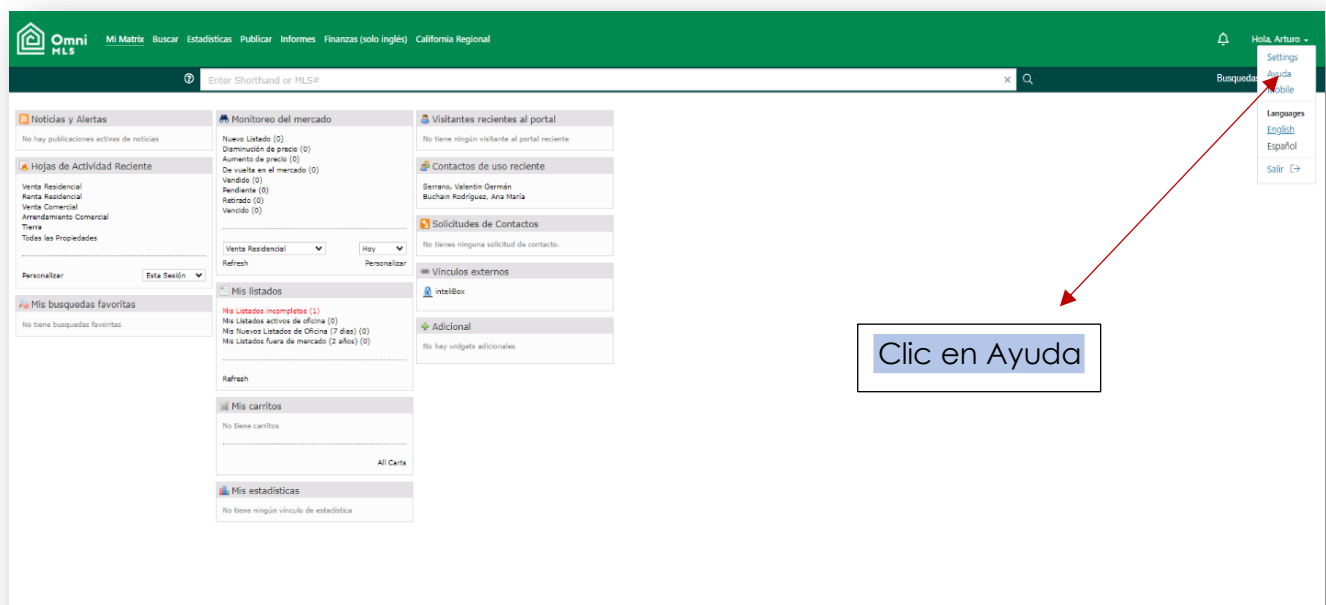 Omni
MLS
Mi Matrix Buscar Estadísticas Publicar Informes Finanzas (solo inglés) California Regional
Hola, Arturo
Settings
Ayuda
Mobile
Languages
English
Español
Salir
Enter Shorthand or MLS#
Busquedas
Noticias y Alertas
No hay publicaciones activas de noticias
Hojas de Actividad Reciente
Venta Residencial
Renta Residencial
Venta Comercial
Arrendamiento Comercial
Tierra
Todas las Propiedades
Personalizar Esta Sesión
Mis busquedas favoritas
No tiene busquedas favoritas
Monitoreo del mercado
Nuevo Listado (0)
Disminución de precio (0)
Aumento de precio (0)
De vuelta en el mercado (0)
Vendido (0)
Pendiente (0)
Retirado (0)
Vencido (0)
Venta Residencial Hoy
Refresh Personalizar
Mis listados
Mis Listados incompletos (1)
Mis Listados activos de oficina (0)
Mis Nuevos Listados de Oficina (7 dias) (0)
Mis Listados fuera de mercado (2 años) (0)
Refresh
Mis carritos
No tiene carritos
All Carts
Mis estadísticas
No tiene ningún vínculo de estadística
Visitantes recientes al portal
No tiene ningún visitante al portal reciente
Contactos de uso reciente
Serrano, Valentin Germán
Buchain Rodríguez, Ana María
Solicitudes de Contactos
No tienes ninguna solicitud de contacto.
Vínculos externos
inteliBox
Adicional
No hay widgets adicionales
Clic en Ayuda